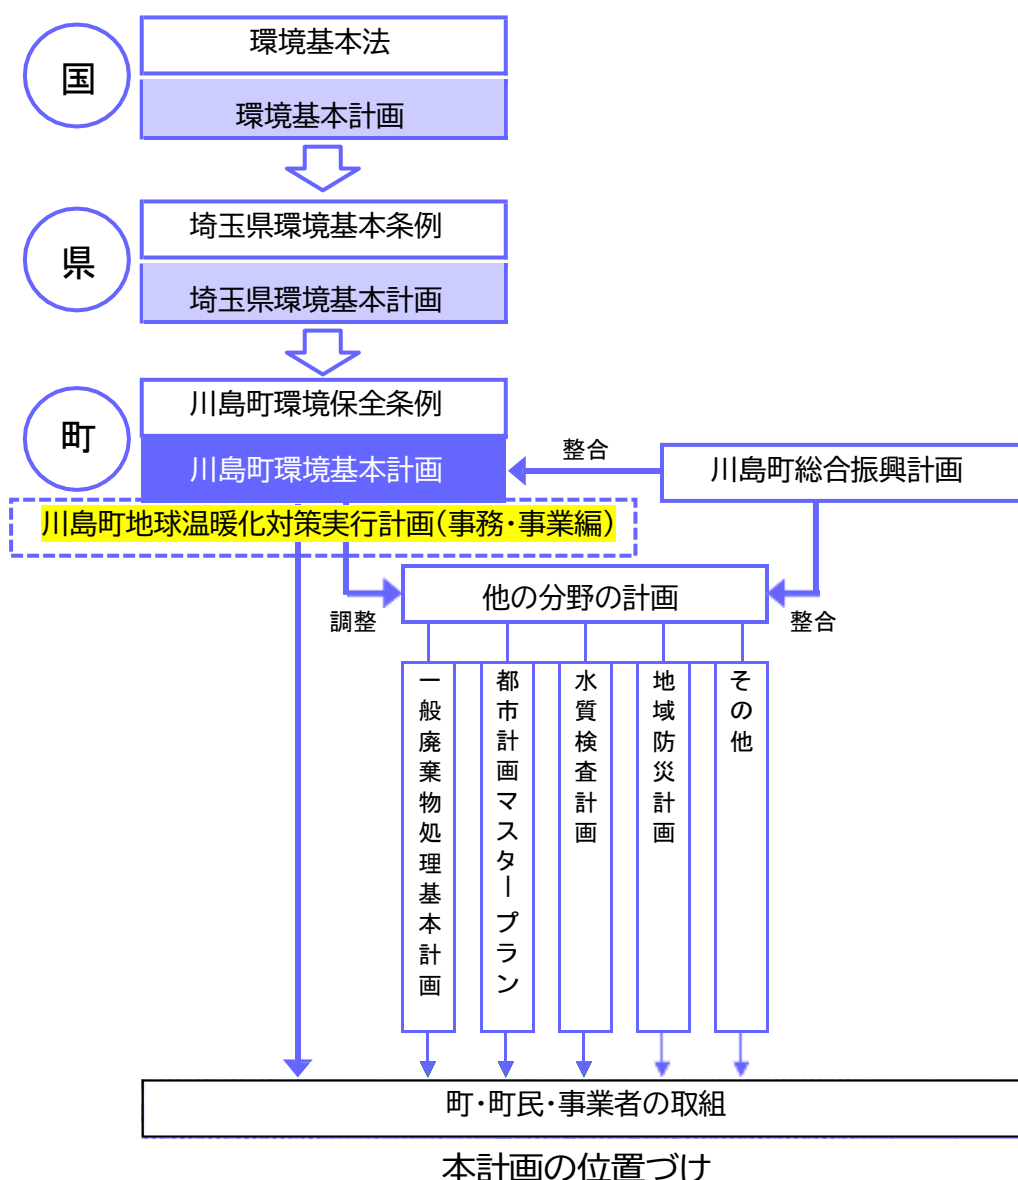 国
環境基本法
環境基本計画
県
埼玉県環境基本条例
埼玉県環境基本計画
町
川島町環境保全条例
川島町環境基本計画
整合
川島町総合振興計画
川島町地球温暖化対策実行計画(事務・事業編)
調整
他の分野の計画
整合
一般廃棄物処理基本計画
都市計画マスタープラン
水質検査計画
地域防災計画
その他
町・町民・事業者の取組
本計画の位置づけ